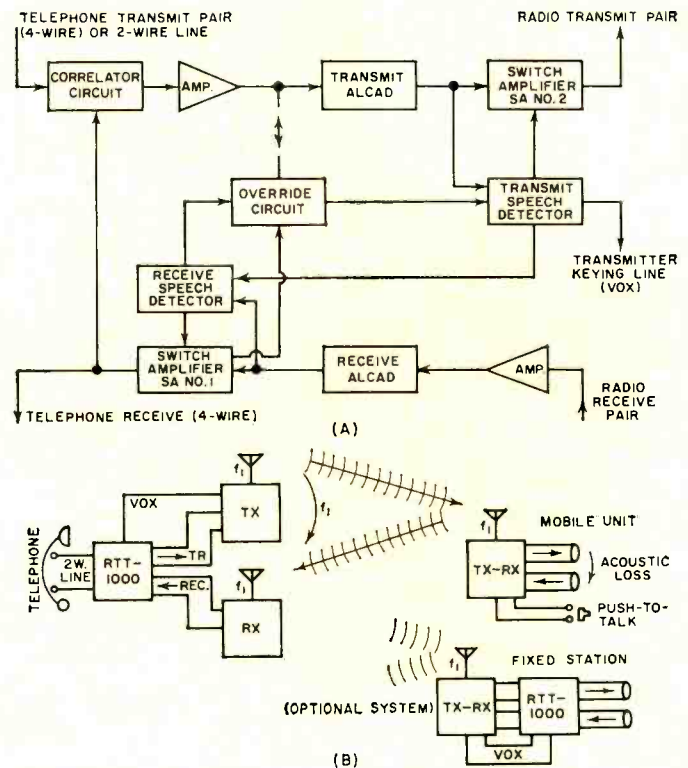 TELEPHONE TRANSMIT PAIR
(4-WIRE) OR 2-WIRE LINE
RADIO TRANSMIT PAIR
CORRELATOR
CIRCUIT
AMP.
TRANSMIT
ALCAD
SWITCH
AMPLIFIER
SA NO.2
OVERRIDE
CIRCUIT
TRANSMIT
SPEECH
DETECTOR
RECEIVE
SPEECH
DETECTOR
TRANSMITTER
KEYING LINE
(VOX)
SWITCH
AMPLIFIER
SA NO.1
RECEIVE
ALCAD
AMP.
TELEPHONE RECEIVE (4-WIRE)
RADIO
RECEIVE
PAIR
(A)
TELEPHONE
2W.
LINE
RTT-
1000
VOX
TR
REC.
f1
TX
f1
RX
f1
f1
MOBILE UNIT
TX-RX
ACOUSTIC
LOSS
PUSH-TO-
TALK
f1
FIXED STATION
(OPTIONAL SYSTEM)
TX-RX
RTT-
1000
VOX
(B)